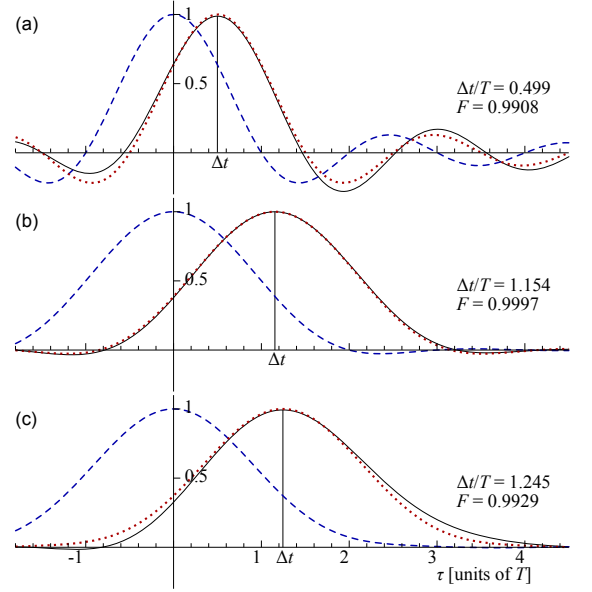 (a)
1
0.5
Δt/T = 0.499
F = 0.9908
Δt
(b)
1
0.5
Δt/T = 1.154
F = 0.9997
Δt
(c)
1
0.5
Δt/T = 1.245
F = 0.9929
-1 1 Δt 2 3 4
τ [units of T]